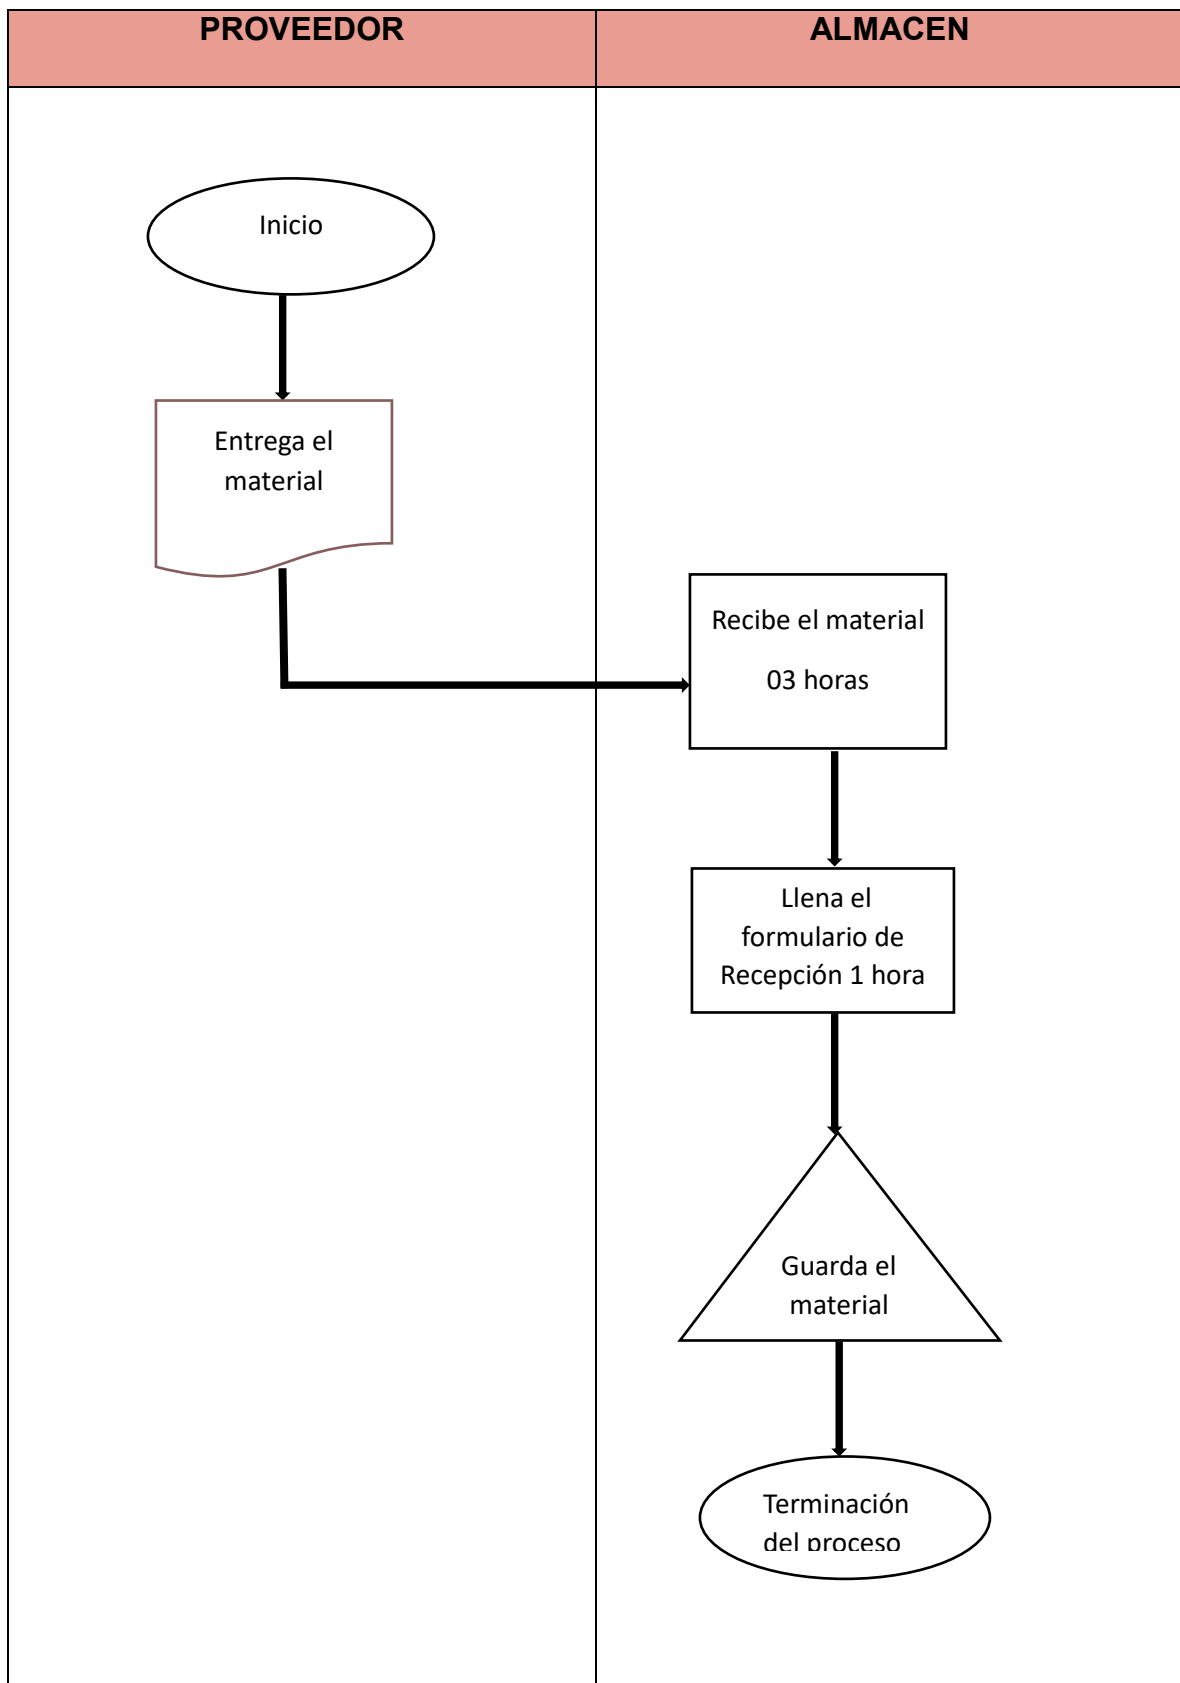 PROVEEDOR
ALMACEN
Inicio
Entrega el
material
Recibe el material
03 horas
Llena el
formulario de
Recepción 1 hora
Guarda el
material
Terminación
del proceso